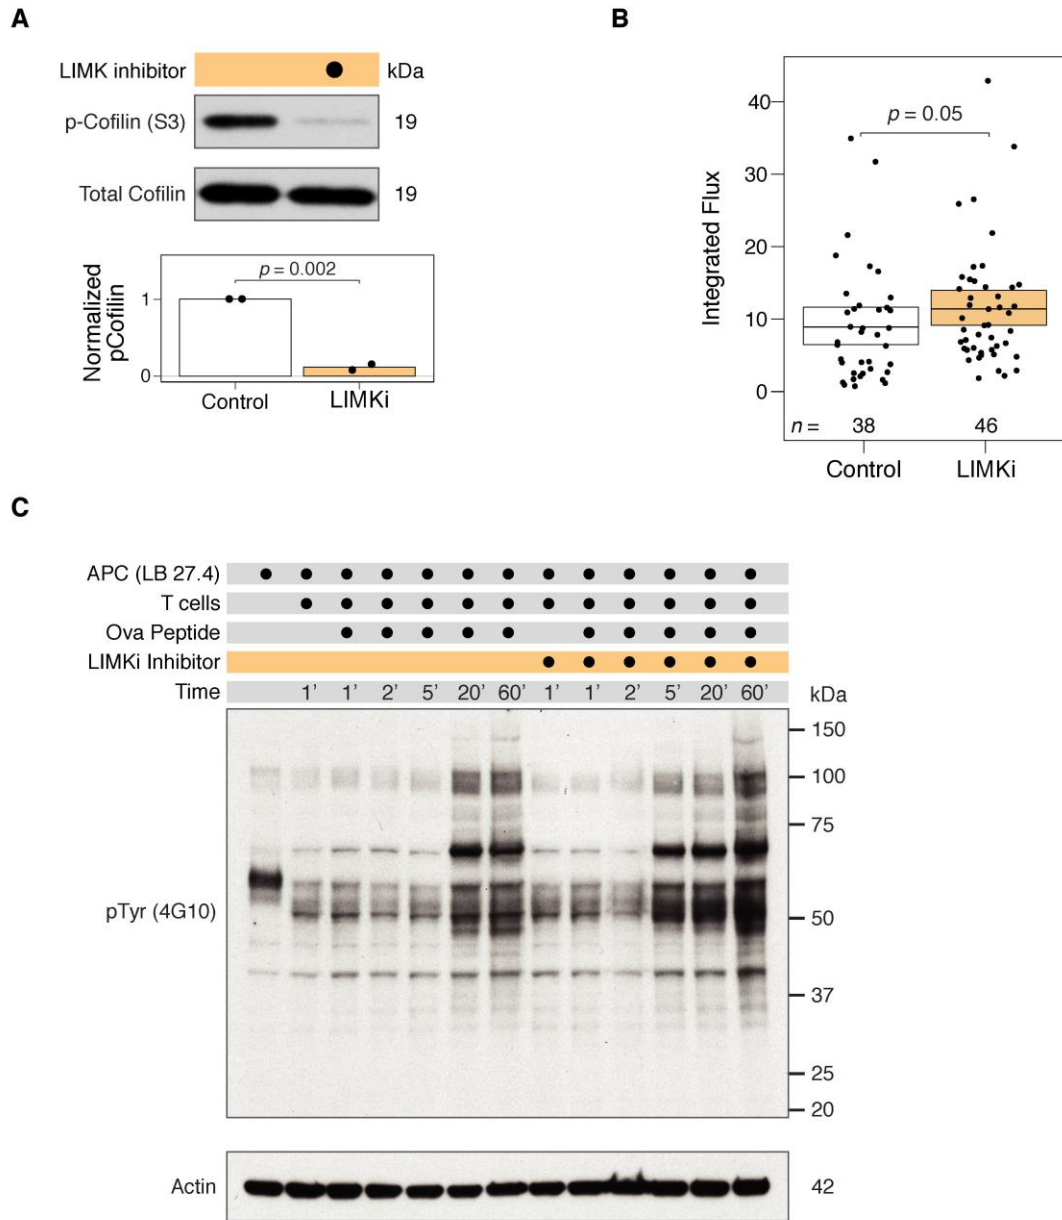 A
LIMK inhibitor kDa
p-Cofilin (S3) 19
Total Cofilin 19
Normalized
pCofilin
p = 0.002
1
0
Control LIMKi
B
Integrated Flux
40
30
20
10
0
p = 0.05
n = 38 46
Control LIMKi
C
APC (LB 27.4)
T cells
Ova Peptide
LIMKi Inhibitor
Time 1’ 1’ 2’ 5’ 20’ 60’ 1’ 1’ 2’ 5’ 20’ 60’ kDa
150
100
75
pTyr (4G10) 50
37
25
20
Actin 42